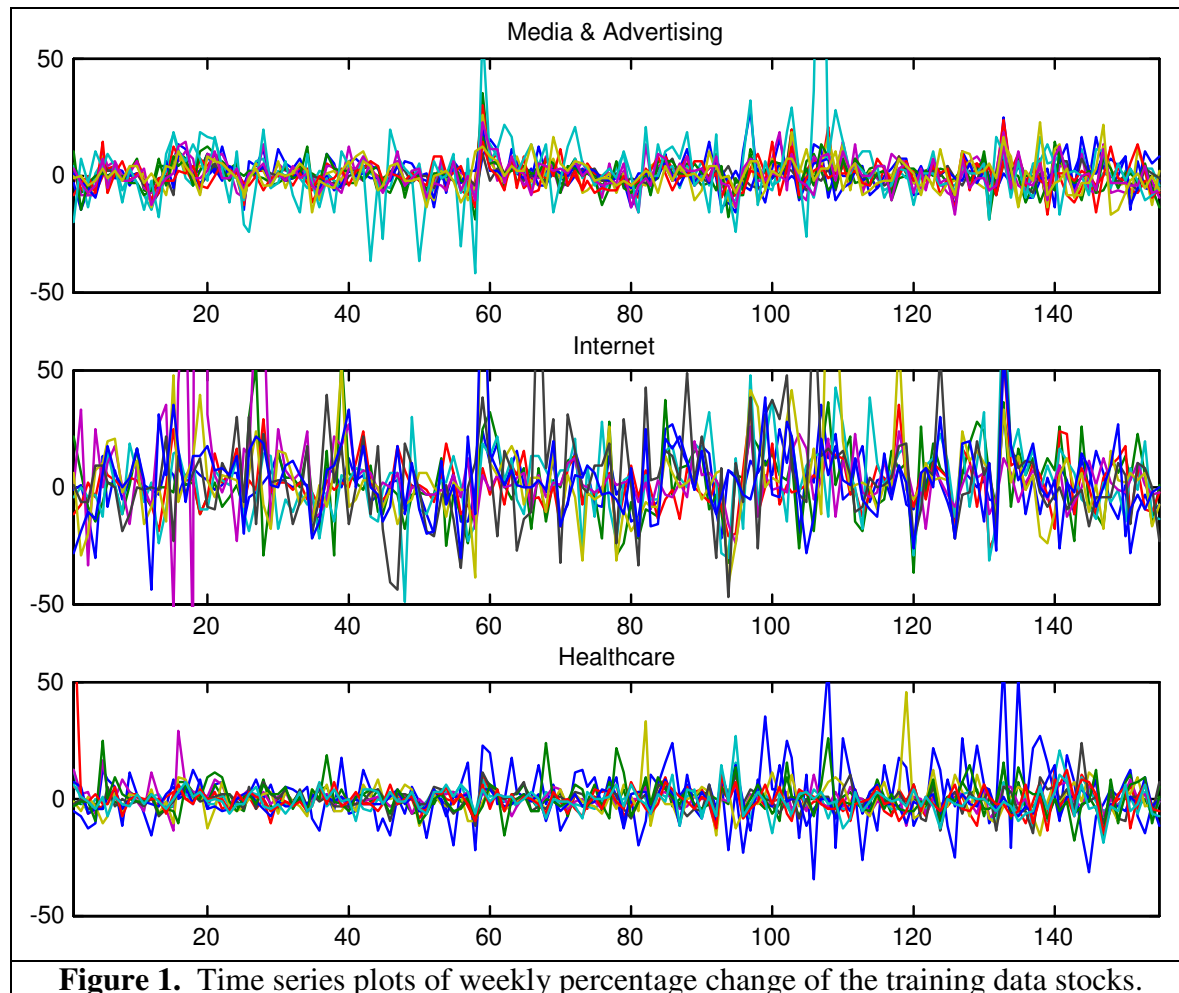 Media & Advertising
50
0
-50
20 40 60 80 100 120 140
Internet
50
0
-50
20 40 60 80 100 120 140
Healthcare
50
0
-50
20 40 60 80 100 120 140
Figure 1. Time series plots of weekly percentage change of the training data stocks.